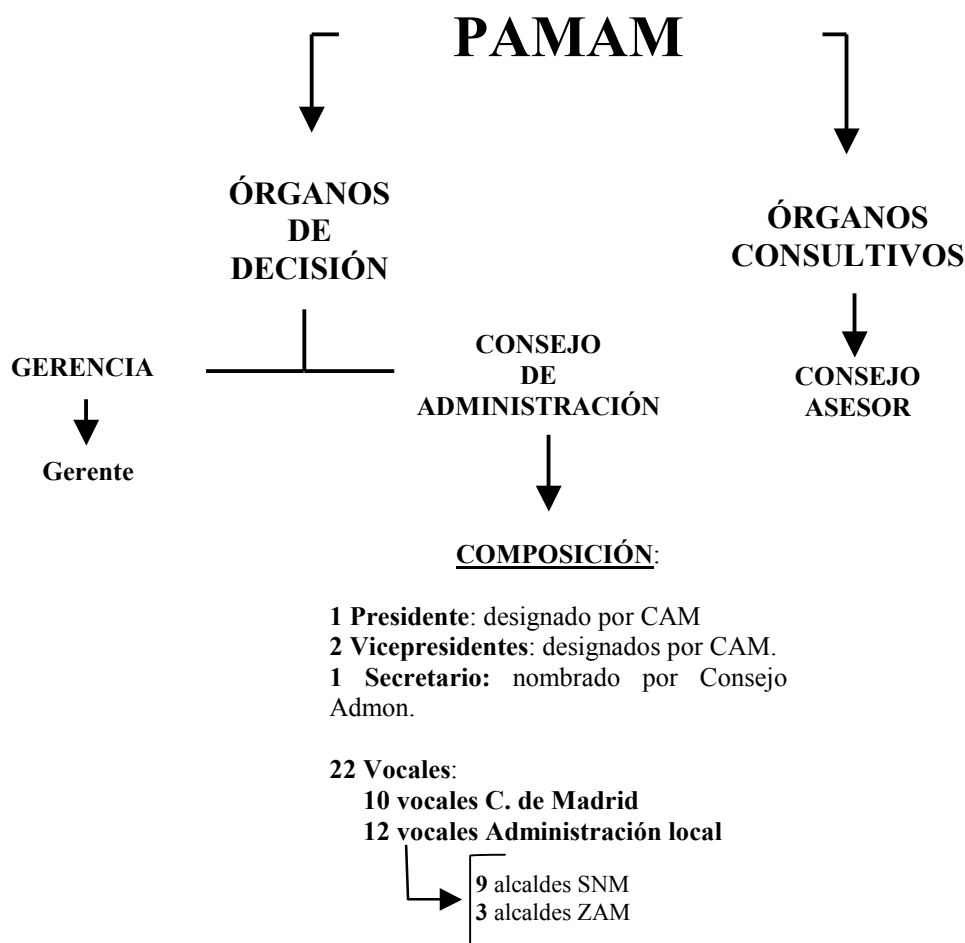 PAMAM
ÓRGANOS
DE
DECISIÓN
ÓRGANOS
CONSULTIVOS
GERENCIA
Gerente
CONSEJO
DE
ADMINISTRACIÓN
CONSEJO
ASESOR
COMPOSICIÓN:
1 Presidente: designado por CAM
2 Vicepresidentes: designados por CAM.
1 Secretario: nombrado por Consejo
Admon.
22 Vocales:
10 vocales C. de Madrid
12 vocales Administración local
9 alcaldes SNM
3 alcaldes ZAM